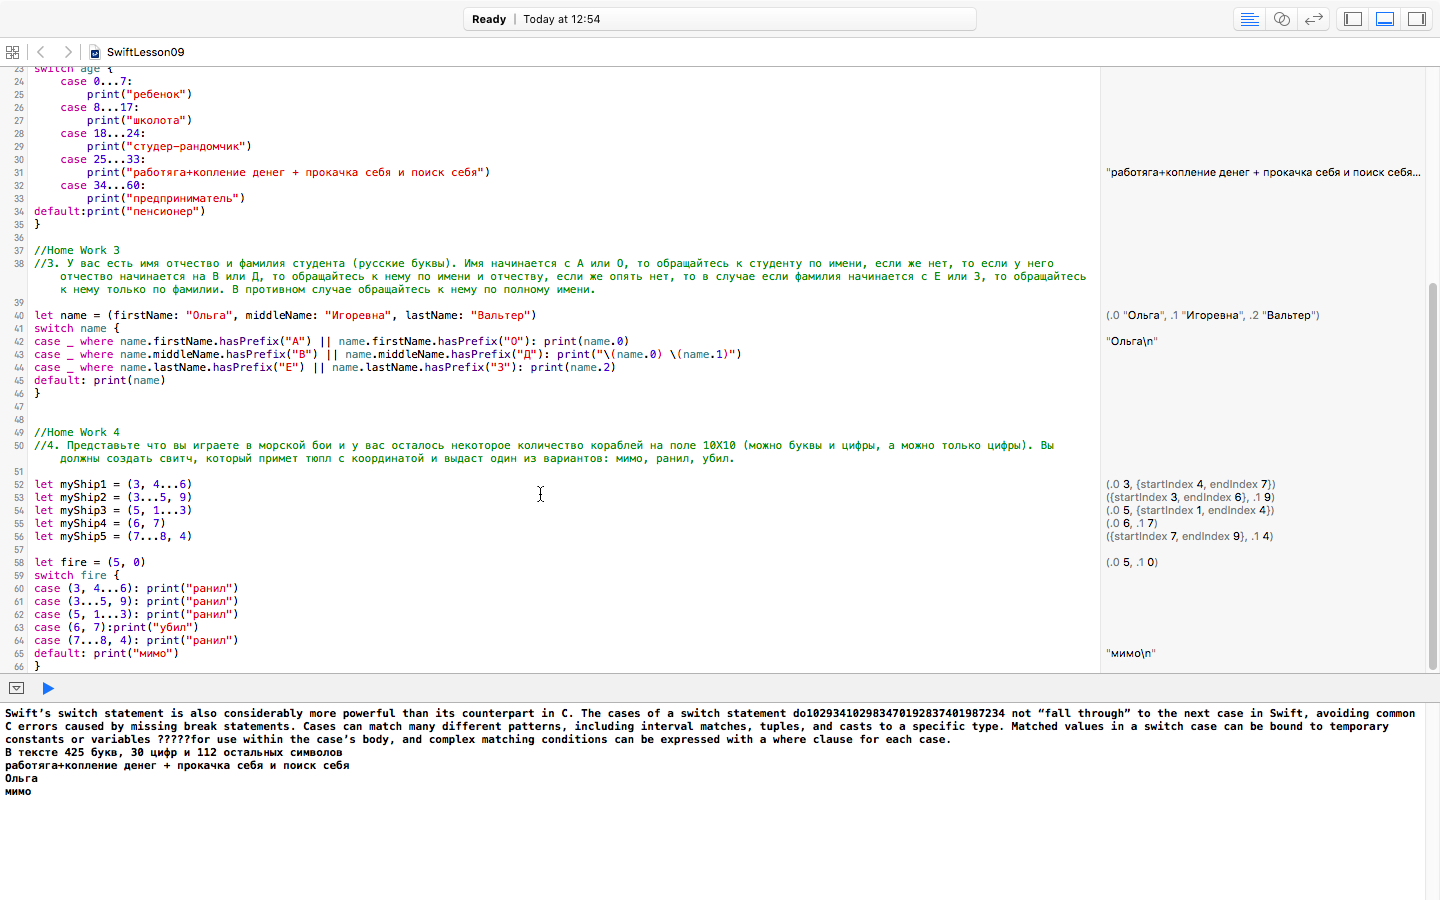 Ready | Today at 12:54
SwiftLesson09
23 switch age {
24 case 0...7:
25 print("ребенок")
26 case 8...17:
27 print("школота")
28 case 18...24:
29 print("студер-рандомчик")
30 case 25...33:
31 print("работяга+копление денег + прокачка себя и поиск себя") "работяга+копление денег + прокачка себя и поиск себя...
32 case 34...60:
33 print("предприниматель")
34 default:print("пенсионер")
35 }
36
37 //Home Work 3
38 //3. У вас есть имя отчество и фамилия студента (русские буквы). Имя начинается с А или О, то обращайтесь к студенту по имени, если же нет, то если у него
отчество начинается на В или Д, то обращайтесь к нему по имени и отчеству, если же опять нет, то в случае если фамилия начинается с Е или З, то обращайтесь
к нему только по фамилии. В противном случае обращайтесь к нему по полному имени.
39
40 let name = (firstName: "Ольга", middleName: "Игоревна", lastName: "Вальтер") (.0 "Ольга", .1 "Игоревна", .2 "Вальтер")
41 switch name {
42 case _ where name.firstName.hasPrefix("А") || name.firstName.hasPrefix("О"): print(name.0) "Ольга\n"
43 case _ where name.middleName.hasPrefix("В") || name.middleName.hasPrefix("Д"): print("\(name.0) \(name.1)")
44 case _ where name.lastName.hasPrefix("Е") || name.lastName.hasPrefix("З"): print(name.2)
45 default: print(name)
46 }
47
48
49 //Home Work 4
50 //4. Представьте что вы играете в морской бои и у вас осталось некоторое количество кораблей на поле 10Х10 (можно буквы и цифры, а можно только цифры). Вы
должны создать свитч, который примет тюпл с координатой и выдаст один из вариантов: мимо, ранил, убил.
51
52 let myShip1 = (3, 4...6) (.0 3, {startIndex 4, endIndex 7})
53 let myShip2 = (3...5, 9) ({startIndex 3, endIndex 6}, .1 9)
54 let myShip3 = (5, 1...3) (.0 5, {startIndex 1, endIndex 4})
55 let myShip4 = (6, 7) (.0 6, .1 7)
56 let myShip5 = (7...8, 4) ({startIndex 7, endIndex 9}, .1 4)
57
58 let fire = (5, 0) (.0 5, .1 0)
59 switch fire {
60 case (3, 4...6): print("ранил")
61 case (3...5, 9): print("ранил")
62 case (5, 1...3): print("ранил")
63 case (6, 7):print("убил")
64 case (7...8, 4): print("ранил")
65 default: print("мимо") "мимо\n"
66 }
Swift’s switch statement is also considerably more powerful than its counterpart in C. The cases of a switch statement do102934102983470192837401987234 not “fall through” to the next case in Swift, avoiding common
C errors caused by missing break statements. Cases can match many different patterns, including interval matches, tuples, and casts to a specific type. Matched values in a switch case can be bound to temporary
constants or variables ?????for use within the case’s body, and complex matching conditions can be expressed with a where clause for each case.
В тексте 425 букв, 30 цифр и 112 остальных символов
работяга+копление денег + прокачка себя и поиск себя
Ольга
мимо